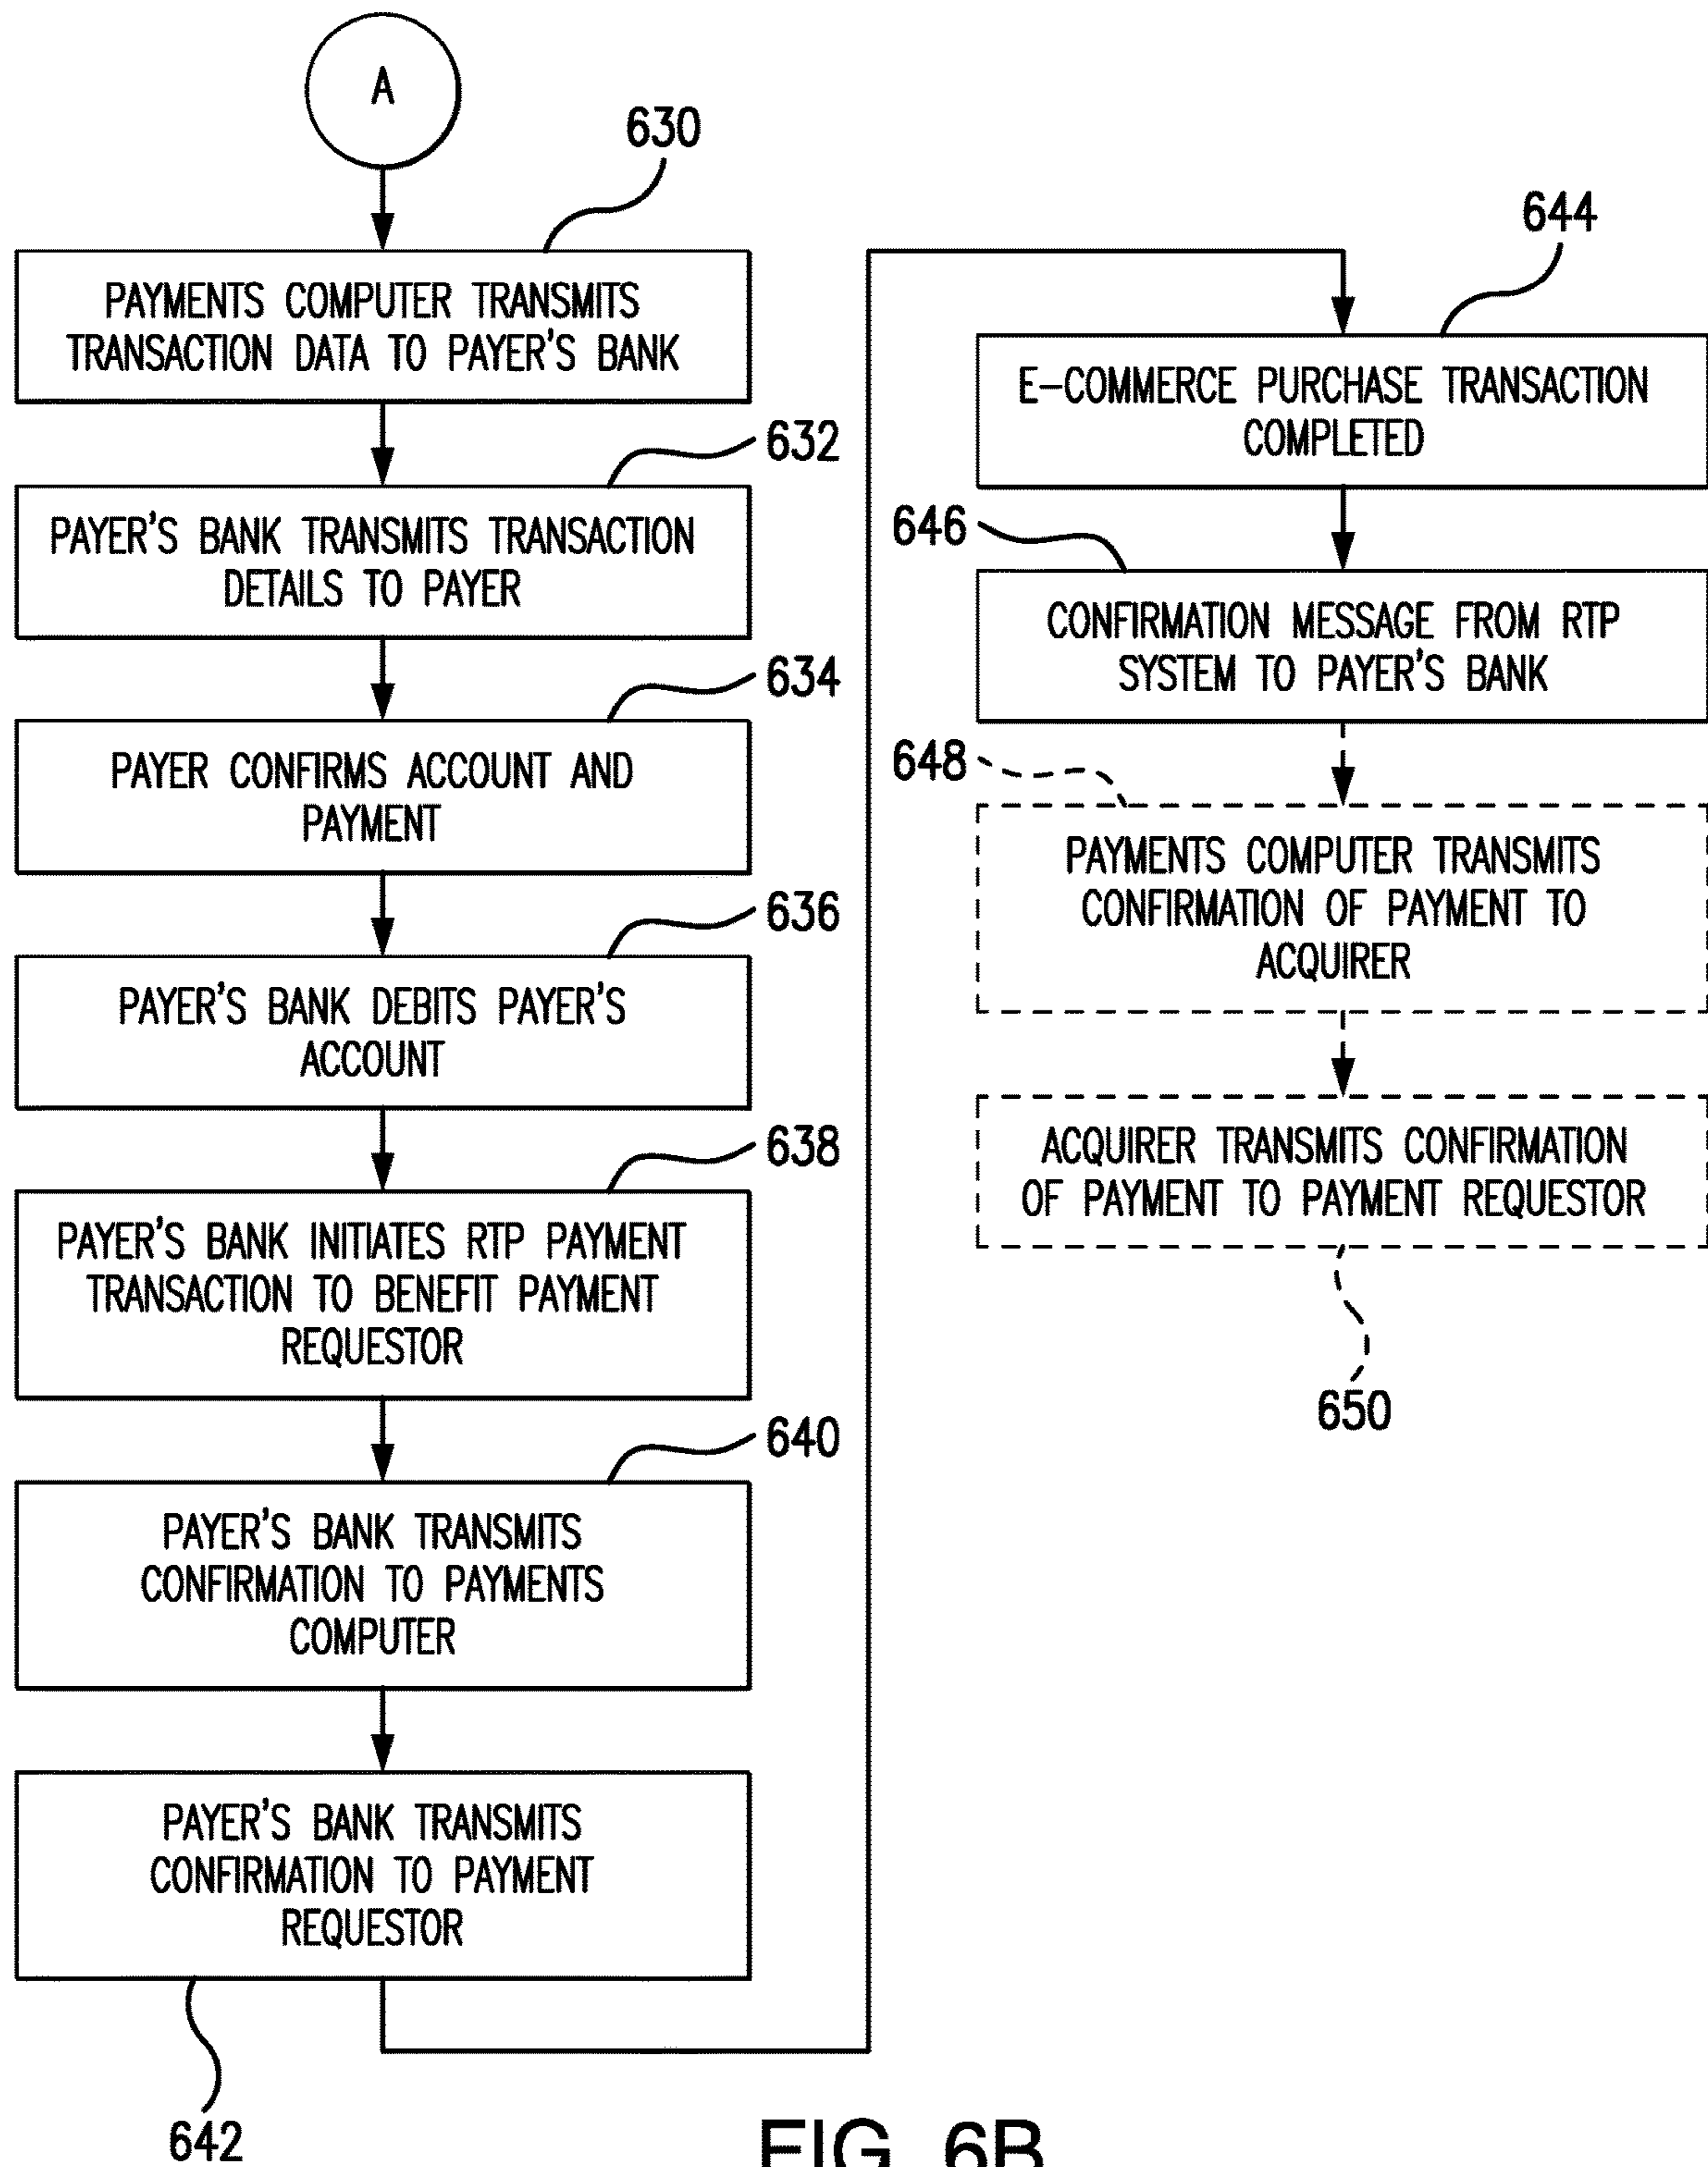 A
630
PAYMENTS COMPUTER TRANSMITS
TRANSACTION DATA TO PAYER'S BANK
632
PAYER'S BANK TRANSMITS TRANSACTION
DETAILS TO PAYER
634
PAYER CONFIRMS ACCOUNT AND
PAYMENT
636
PAYER'S BANK DEBITS PAYER'S
ACCOUNT
638
PAYER'S BANK INITIATES RTP PAYMENT
TRANSACTION TO BENEFIT PAYMENT
REQUESTOR
640
PAYER'S BANK TRANSMITS
CONFIRMATION TO PAYMENTS
COMPUTER
PAYER'S BANK TRANSMITS
CONFIRMATION TO PAYMENT
REQUESTOR
642
644
E-COMMERCE PURCHASE TRANSACTION
COMPLETED
646
CONFIRMATION MESSAGE FROM RTP
SYSTEM TO PAYER'S BANK
648
PAYMENTS COMPUTER TRANSMITS
CONFIRMATION OF PAYMENT TO
ACQUIRER
ACQUIRER TRANSMITS CONFIRMATION
OF PAYMENT TO PAYMENT REQUESTOR
650
FIG. 6B